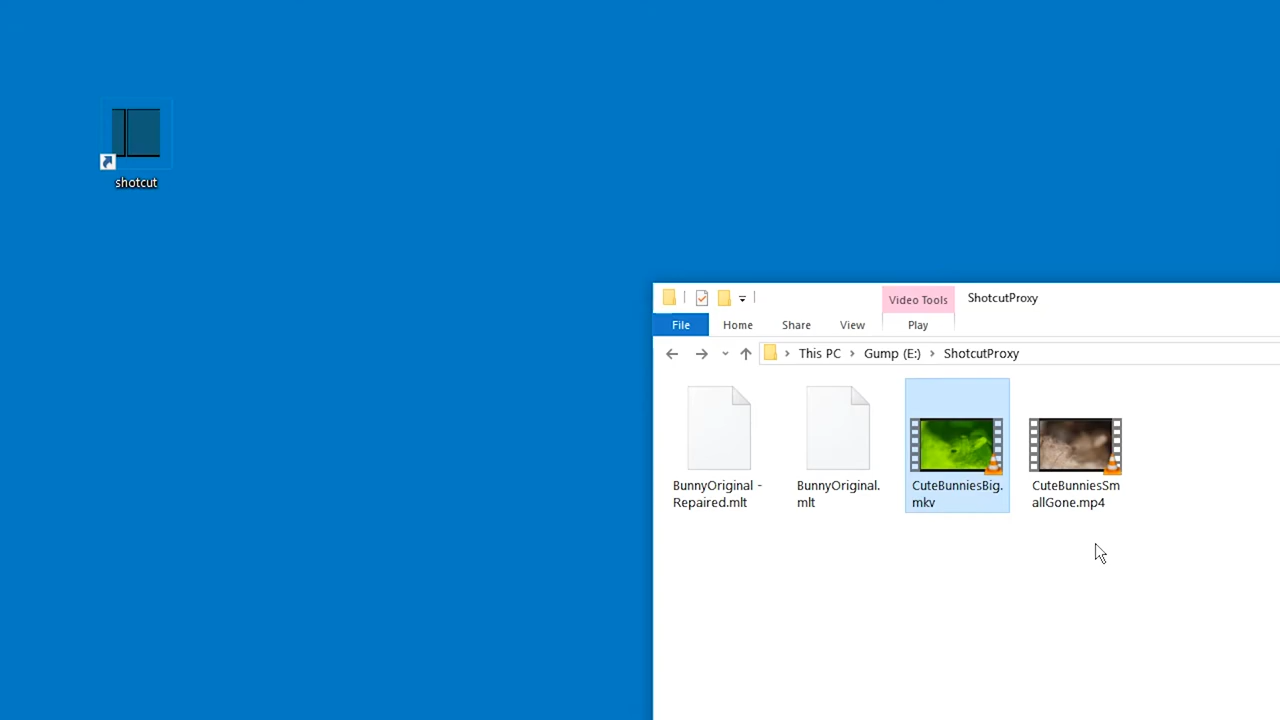 shotcut
Video Tools
ShotcutProxy
File
Home
Share
View
Play
This PC
Gump (E:)
ShotcutProxy
BunnyOriginal -
Repaired.mlt
BunnyOriginal.
mlt
CuteBunniesBig.
mkv
CuteBunniesSm
allGone.mp4